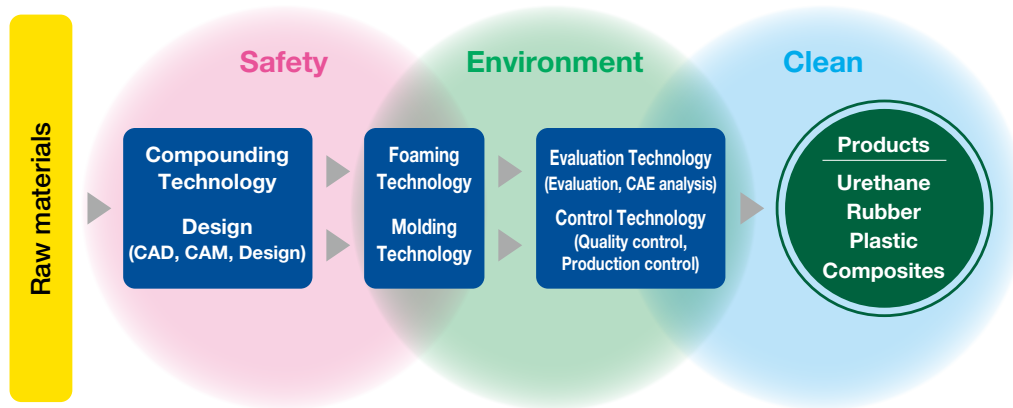 Raw materials
Safety
Environment
Clean
Compounding
Technology
Design
(CAD, CAM, Design)
Foaming
Technology
Molding
Technology
Evaluation Technology
(Evaluation, CAE analysis)
Control Technology
(Quality control,
Production control)
Products
Urethane
Rubber
Plastic
Composites